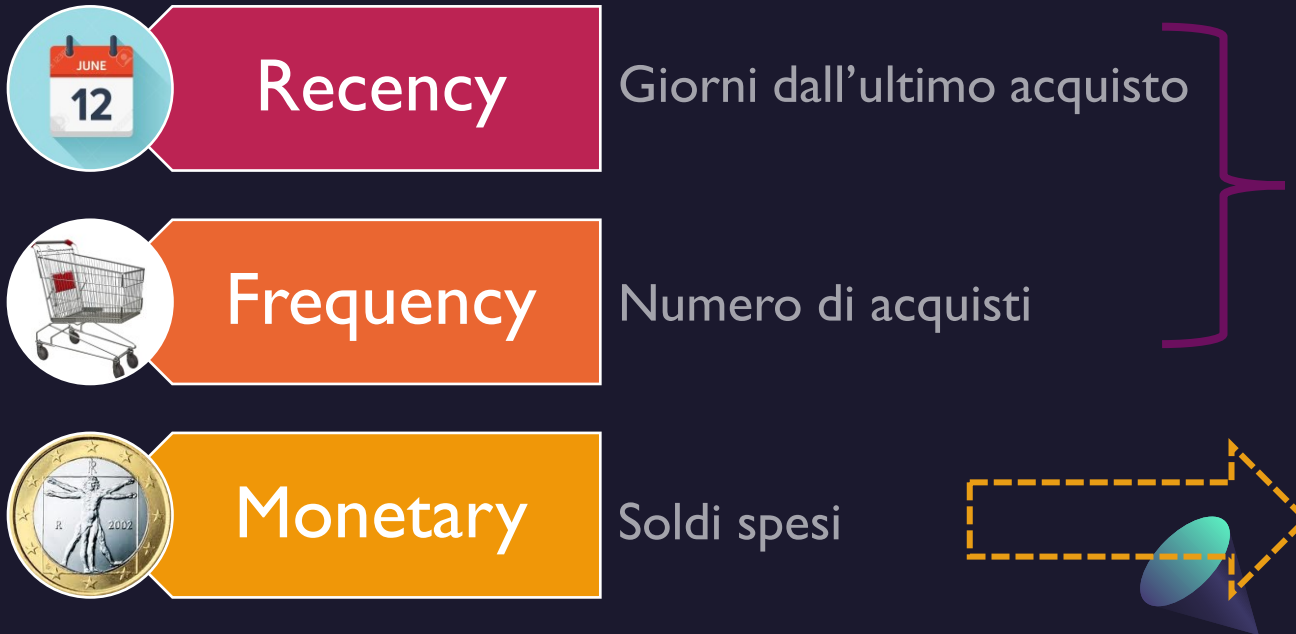 JUNE
12
Recency
Giorni dall’ultimo acquisto
Frequency
Numero di acquisti
R
R
2002
Monetary
Soldi spesi